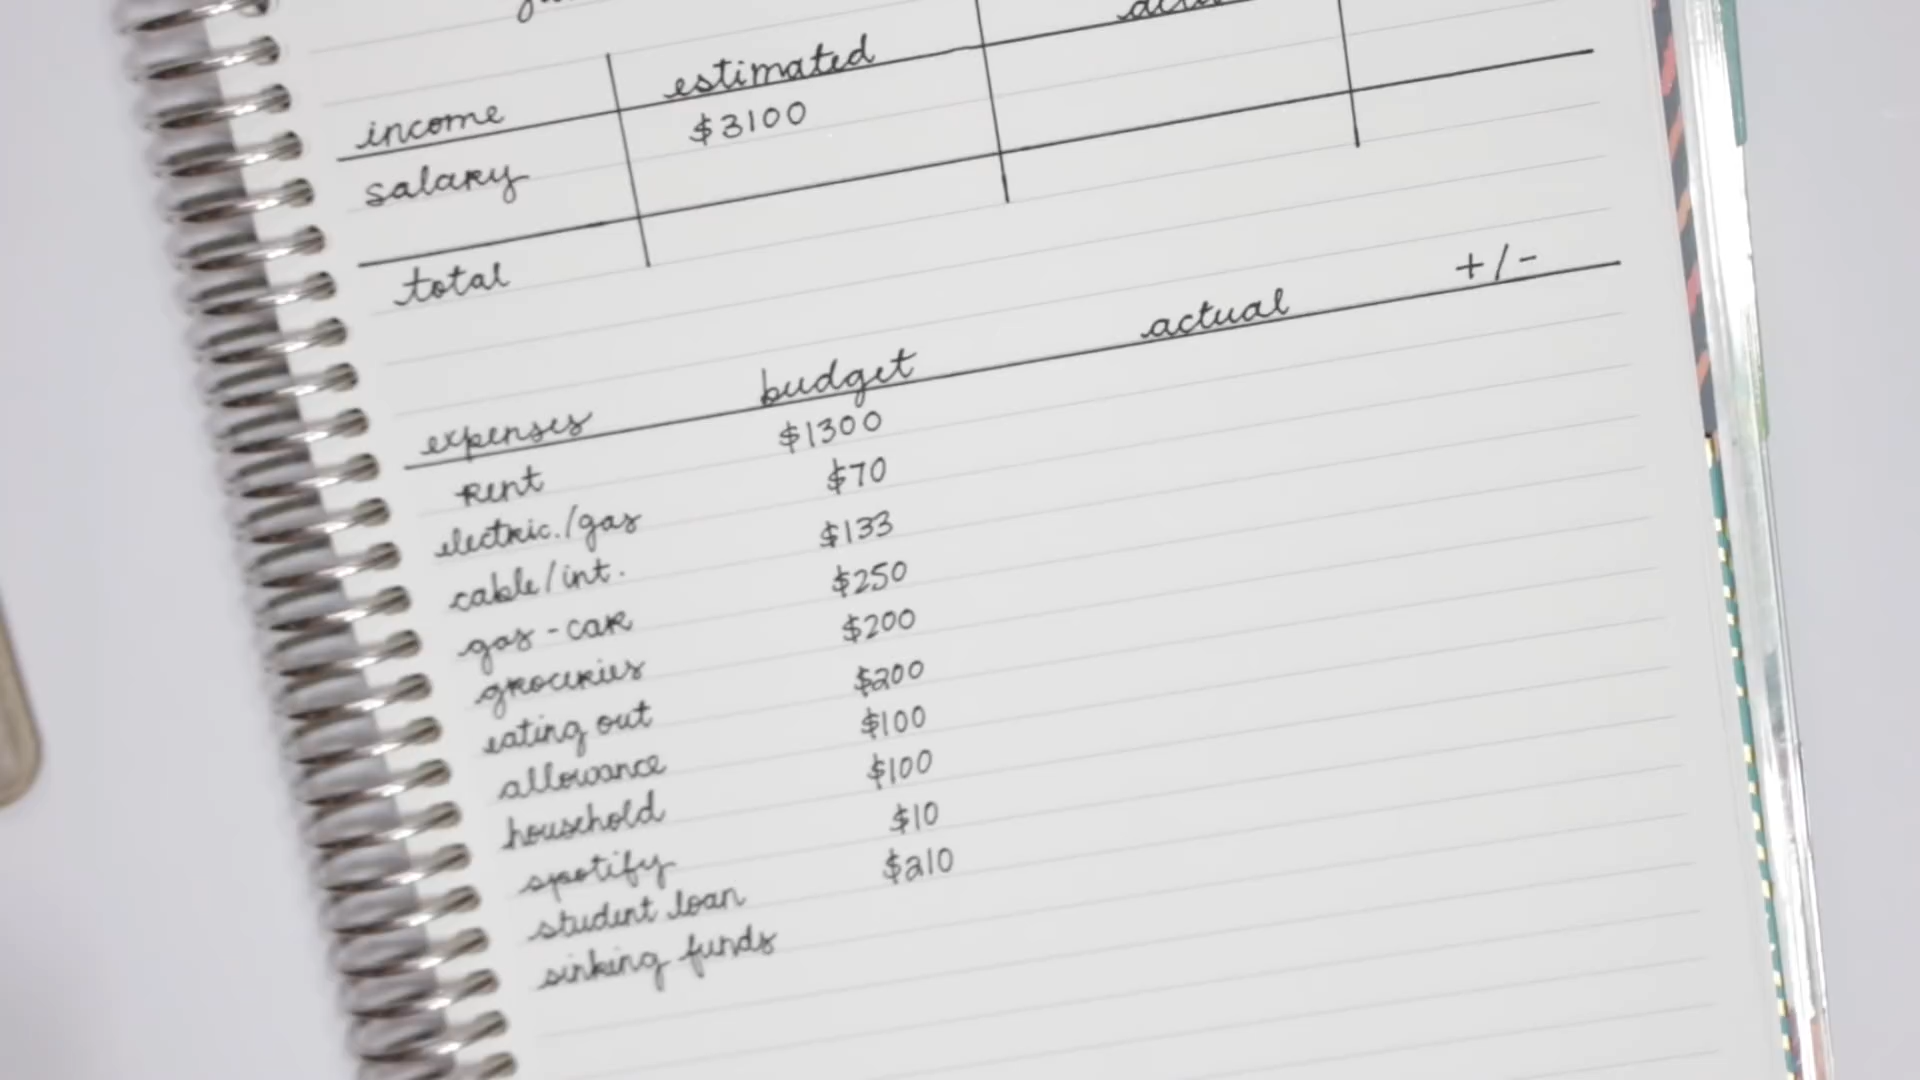 income estimated
salary $3100
total
expenses budget actual +/-
rent $1300
electric./gas $70
cable/int. $133
gas - car $250
groceries $200
eating out $200
allowance $100
household $100
spotify $10
student loan $210
sinking funds